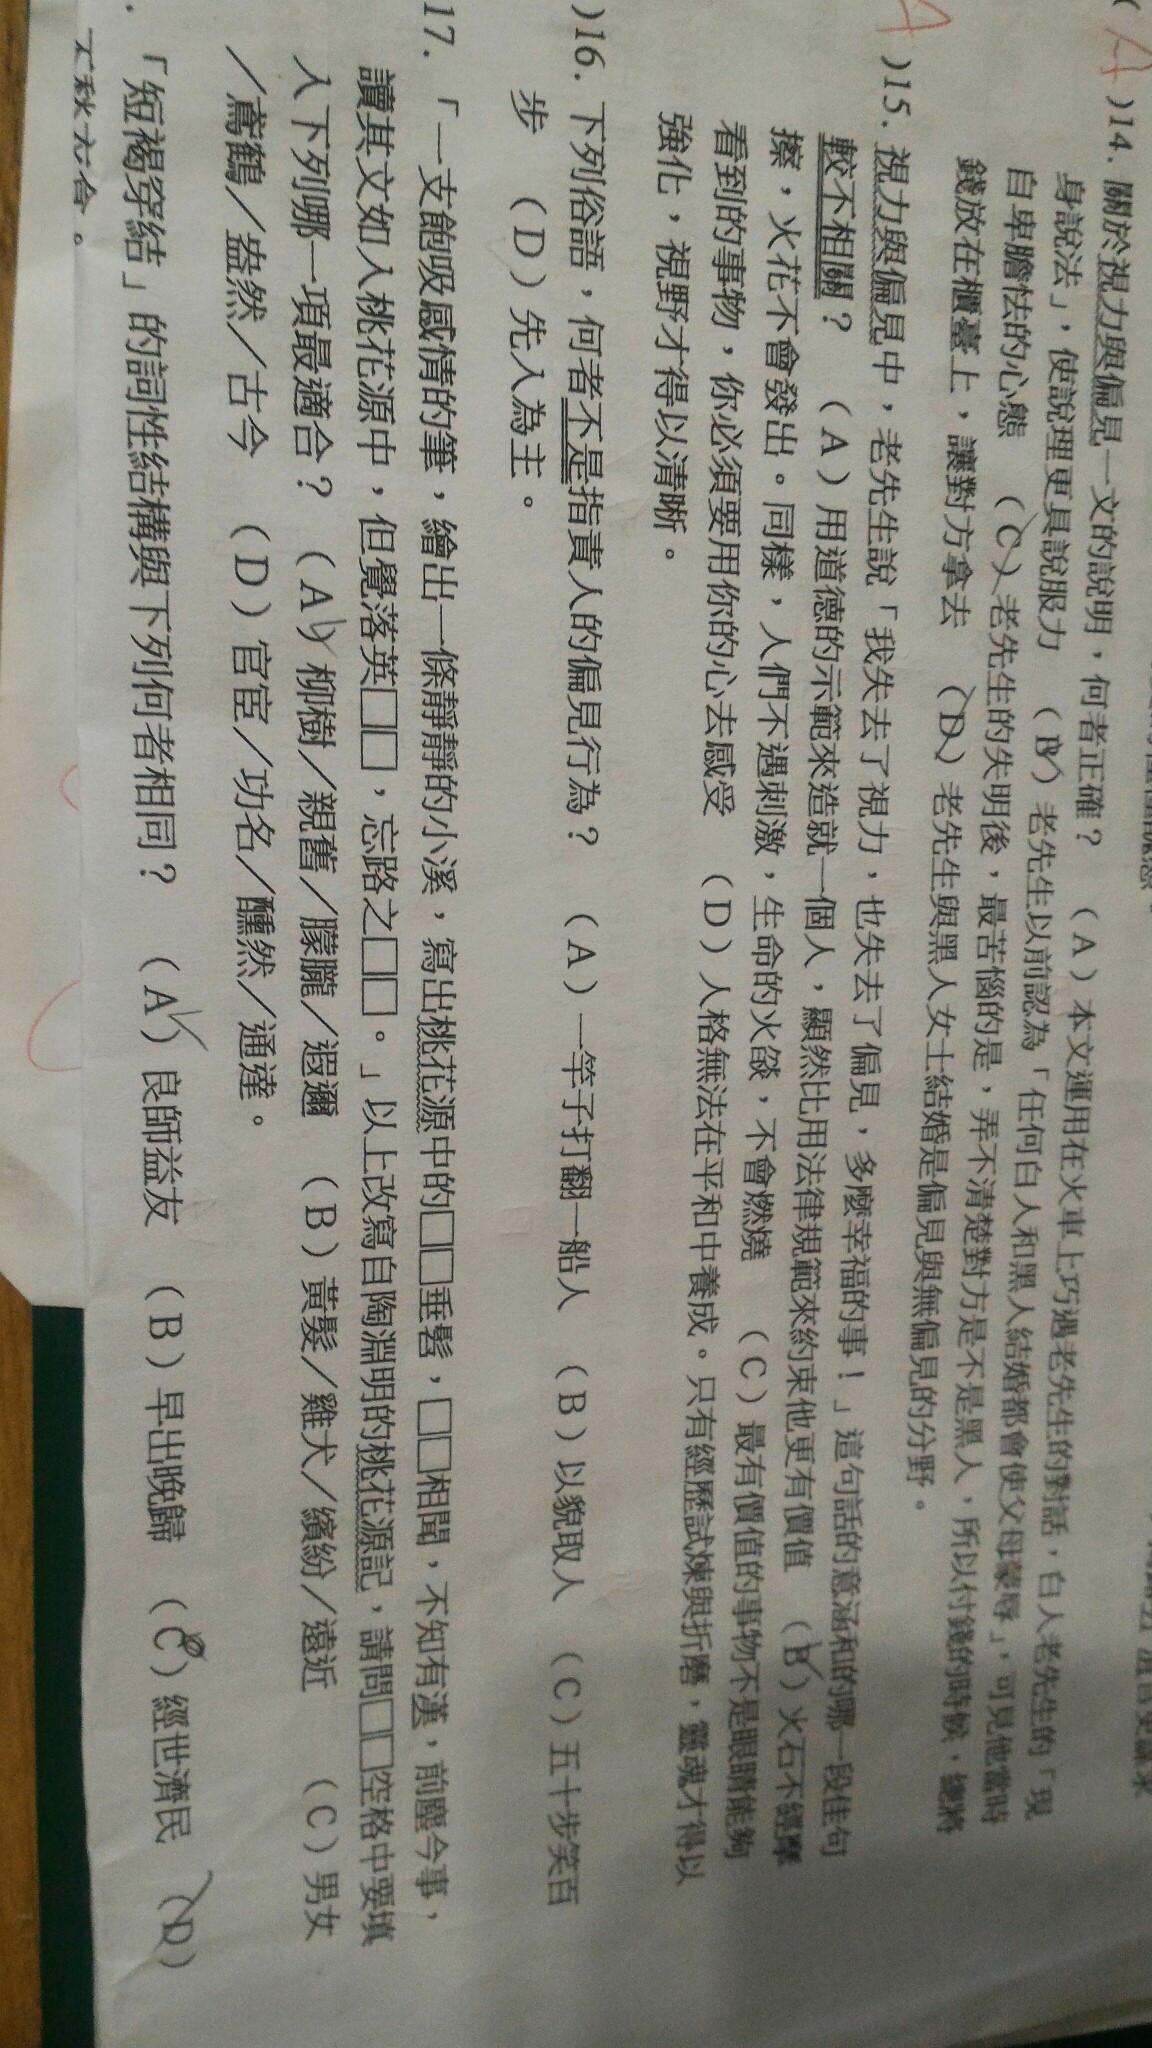 (A)14. 關於視力與偏見一文的說明，何者正確？ (A) 本文運用在火車上巧遇老先生的對話，白人老先生的「現
身說法」，使說理更具說服力 (B) 老先生以前認為「任何白人和黑人結婚都會使父母蒙辱」，可見他當時
自卑膽怯的心態 (C) 老先生的失明後，最苦惱的是，弄不清楚對方是不是黑人，所以付錢的時候，總將
錢放在櫃臺上，讓對方拿去 (D) 老先生與黑人女士結婚是偏見與無偏見的分野。
A )15. 視力與偏見中，老先生說「我失去了視力，也失去了偏見，多麼幸福的事！」這句話的意涵和的哪一段佳句
較不相關？ (A) 用道德的示範來造就一個人，顯然比用法律規範來約束他更有價值 (B) 火石不經摩
擦，火花不會發出。同樣，人們不遇刺激，生命的火燄，不會燃燒 (C) 最有價值的事物不是眼睛能夠
看到的事物，你必須要用你的心去感受 (D) 人格無法在平和中養成。只有經歷試煉與折磨，靈魂才得以
強化，視野才得以清晰。
)16. 下列俗語，何者不是指責人的偏見行為？ (A) 一竿子打翻一船人 (B) 以貌取人 (C) 五十步笑百
步 (D) 先入為主。
17. 「一支飽吸感情的筆，繪出一條靜靜的小溪，寫出桃花源中的□□垂髫，□□相聞，不知有漢，前塵今事，
讀其文如入桃花源中，但覺落英□□，忘路之□□。」以上改寫自陶淵明的桃花源記，請問□□空格中要填
入下列哪一項最適合？ (A) 柳樹／親舊／朦朧／遐邇 (B) 黃髮／雞犬／繽紛／遠近 (C) 男女
／鳶鶴／盎然／古今 (D) 官宦／功名／醺然／通達。
.「短褐穿結」的詞性結構與下列何者相同？ (A) 良師益友 (B) 早出晚歸 (C) 經世濟民 (D)